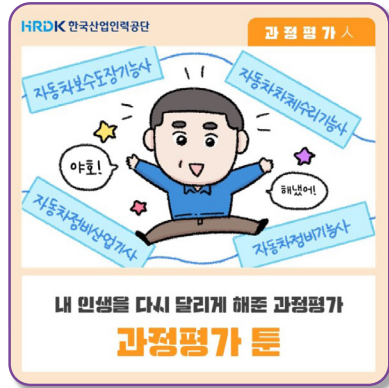 HRDK 한국산업인력공단
과정평가人
자동차보수도장기능사
자동차차체수리기능사
야호!
해냈어!
자동차정비산업기사
자동차정비기능사
내 인생을 다시 달리게 해준 과정평가
과정평가 툰